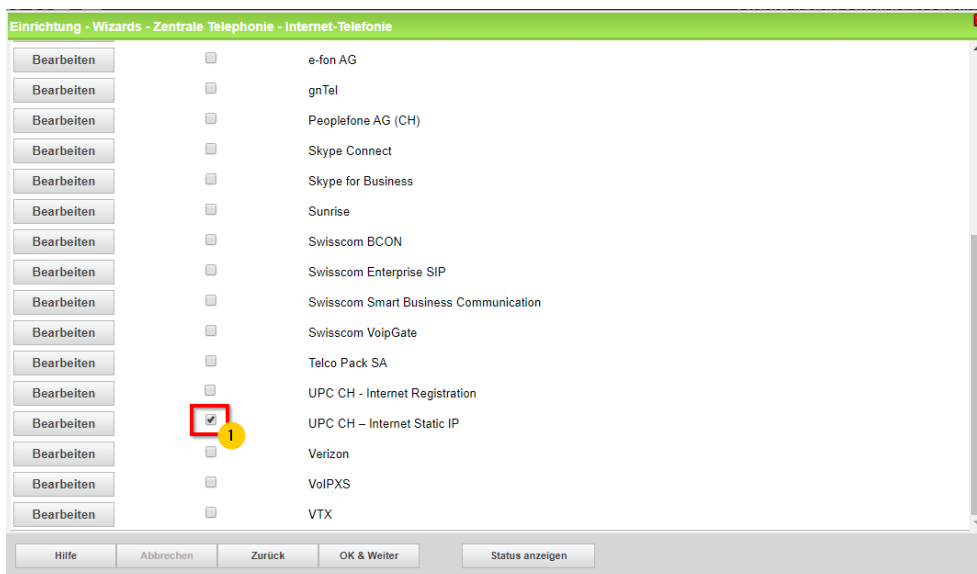 Einrichtung - Wizards - Zentrale Telephonie - Internet-Telefonie
Bearbeiten e-fon AG
Bearbeiten gnTel
Bearbeiten Peoplefone AG (CH)
Bearbeiten Skype Connect
Bearbeiten Skype for Business
Bearbeiten Sunrise
Bearbeiten Swisscom BCON
Bearbeiten Swisscom Enterprise SIP
Bearbeiten Swisscom Smart Business Communication
Bearbeiten Swisscom VoipGate
Bearbeiten Telco Pack SA
Bearbeiten UPC CH - Internet Registration
Bearbeiten 1 UPC CH – Internet Static IP
Bearbeiten Verizon
Bearbeiten VoIPXS
Bearbeiten VTX
Hilfe Abbrechen Zurück OK & Weiter Status anzeigen